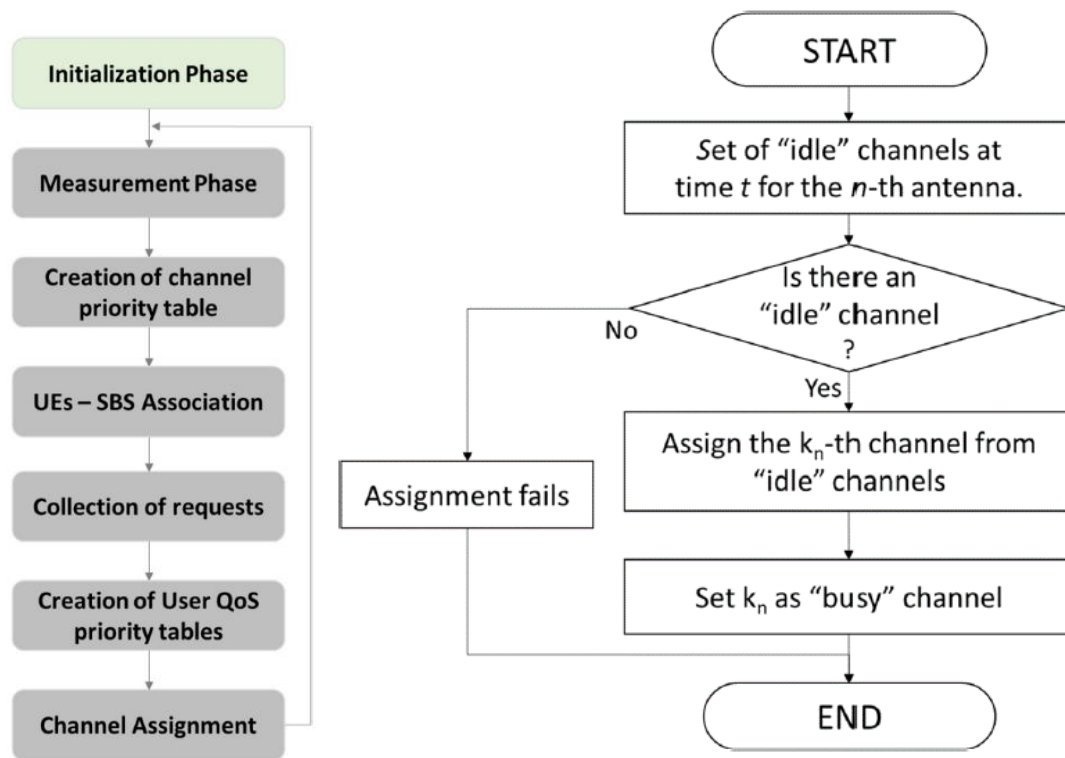 Initialization Phase
Measurement Phase
Creation of channel
priority table
UEs – SBS Association
Collection of requests
Creation of User QoS
priority tables
Channel Assignment
START
Set of “idle” channels at
time t for the n-th antenna.
Is there an
“idle” channel
?
No
Yes
Assign the kn-th channel from
“idle” channels
Assignment fails
Set kn as “busy” channel
END